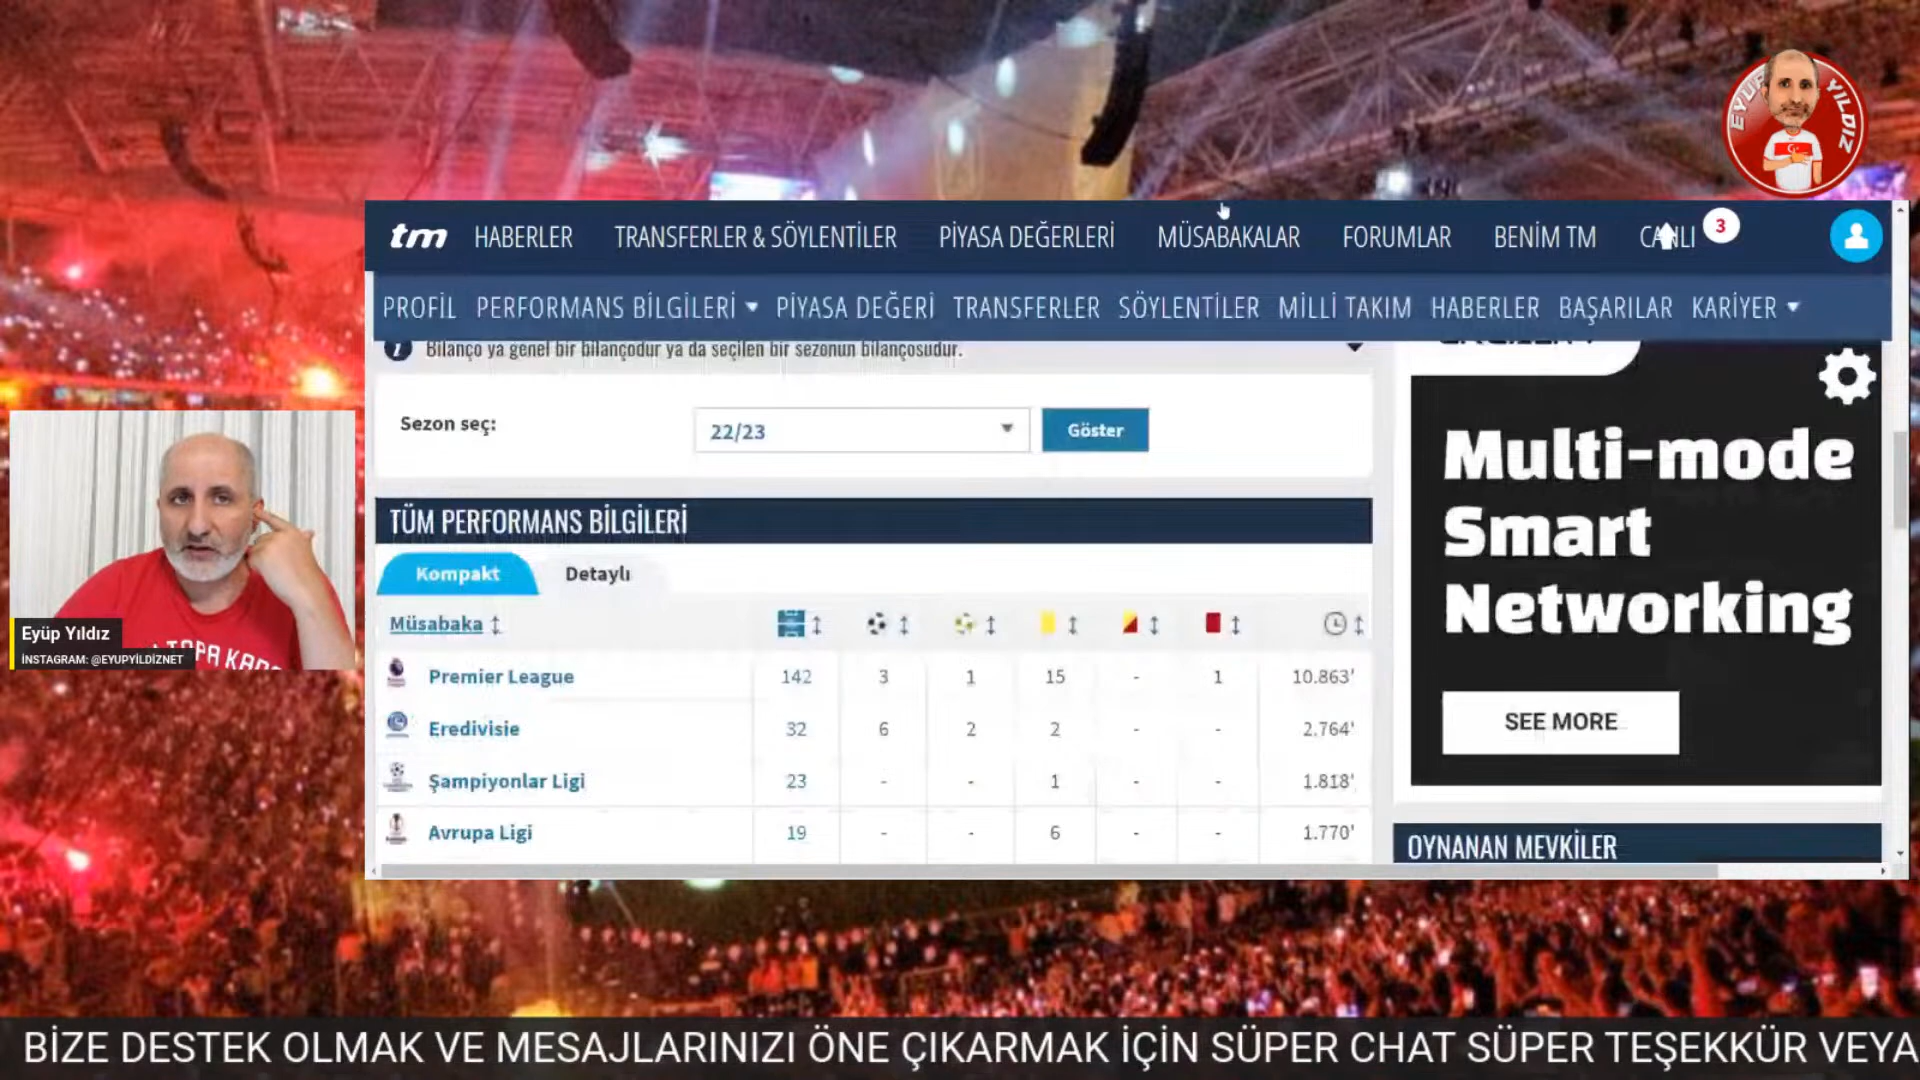 EYÜP YILDIZ
tm HABERLER TRANSFERLER & SÖYLENTİLER PİYASA DEĞERLERİ MÜSABAKALAR FORUMLAR BENİM TM CANLI 3
PROFİL PERFORMANS BİLGİLERİ PİYASA DEĞERİ TRANSFERLER SÖYLENTİLER MİLLİ TAKIM HABERLER BAŞARILAR KARİYER
Bilanço ya genel bir bilançodur ya da seçilen bir sezonun bilançosudur.
Sezon seç: 22/23 Göster
TÜM PERFORMANS BİLGİLERİ
Kompakt Detaylı
Müsabaka
Premier League 142 3 1 15 - 1 10.863'
Eredivisie 32 6 2 2 - - 2.764'
Şampiyonlar Ligi 23 - - 1 - - 1.818'
Avrupa Ligi 19 - - 6 - - 1.770'
Multi-mode
Smart
Networking
SEE MORE
OYNANAN MEVKİLER
Eyüp Yıldız
İNSTAGRAM: @EYUPYİLDİZNET
BİZE DESTEK OLMAK VE MESAJLARINIZI ÖNE ÇIKARMAK İÇİN SÜPER CHAT SÜPER TEŞEKKÜR VEYA